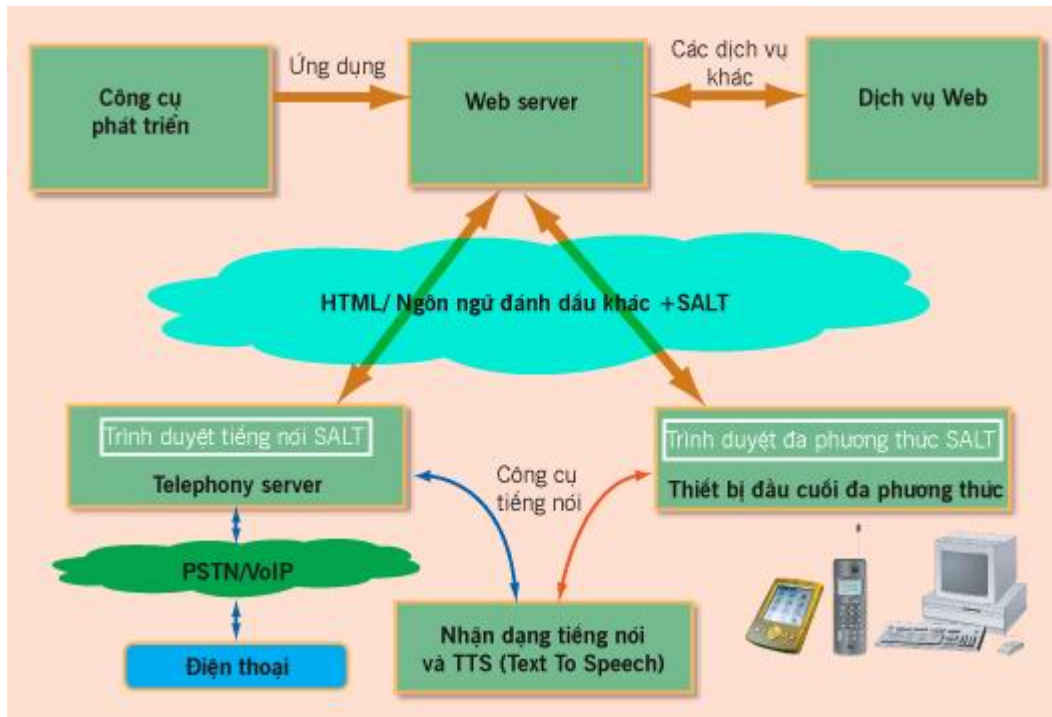 Công cụ
phát triển
Ứng dụng
Web server
Các dịch vụ
khác
Dịch vụ Web
HTML/ Ngôn ngữ đánh dấu khác +SALT
Trình duyệt tiếng nói SALT
Telephony server
Công cụ
tiếng nói
Trình duyệt đa phương thức SALT
Thiết bị đầu cuối đa phương thức
PSTN/VoIP
Điện thoại
Nhận dạng tiếng nói
và TTS (Text To Speech)